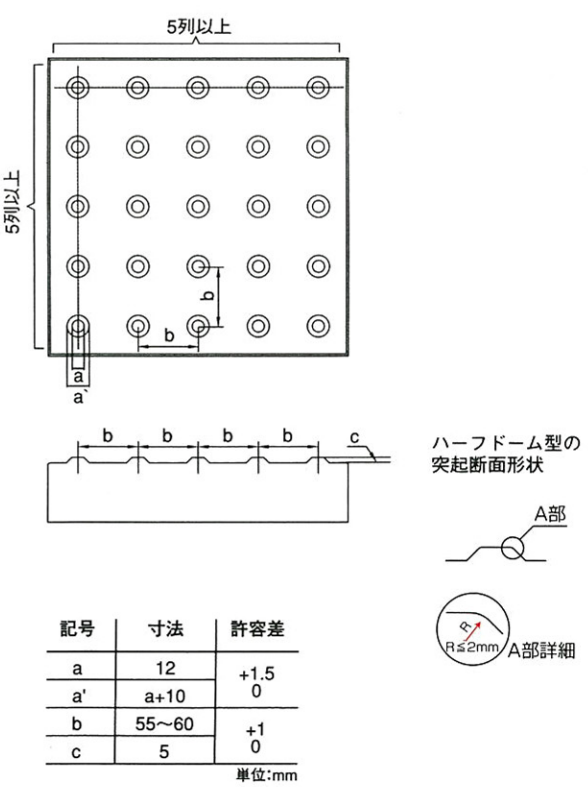 5列以上
5列以上
b
b
a
a`
b
b
b
b
c
ハーフドーム型の
突起断面形状
A部
R
R≦2mm
A部詳細
記号 寸法 許容差
a 12 +1.5
0
a' a+10
b 55〜60 +1
0
c 5
単位:mm